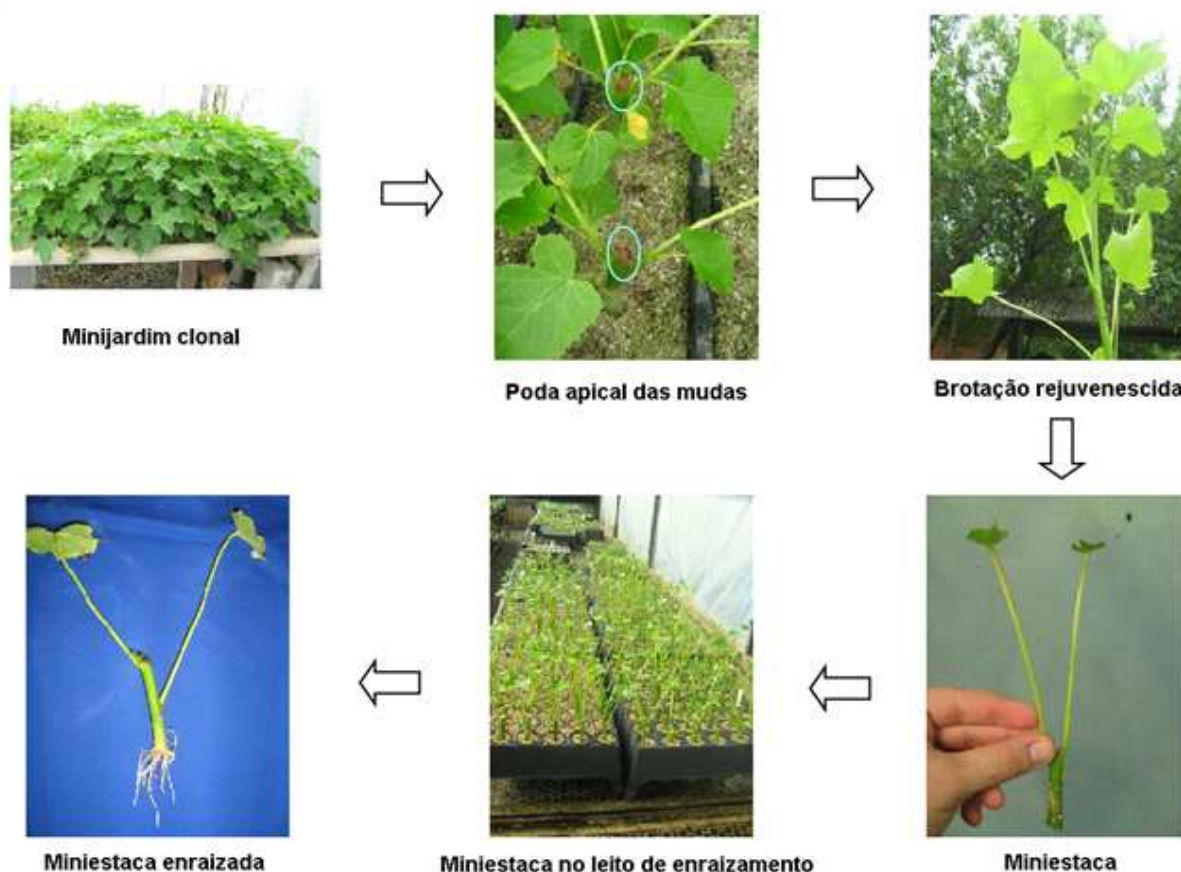 Minijardim clonal
Poda apical das mudas
Brotação rejuvenescida
Miniestaca enraizada
Miniestaca no leito de enraizamento
Miniestaca